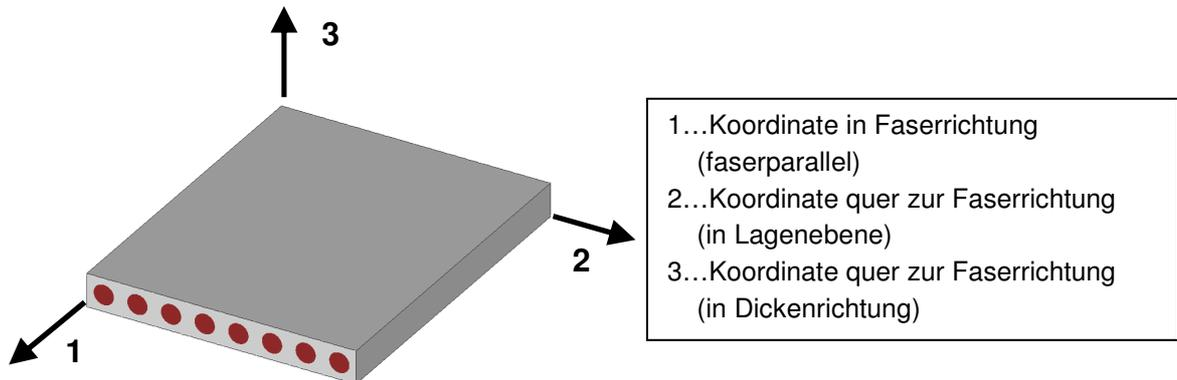 3
2
1
1…Koordinate in Faserrichtung
(faserparallel)
2…Koordinate quer zur Faserrichtung
(in Lagenebene)
3…Koordinate quer zur Faserrichtung
(in Dickenrichtung)